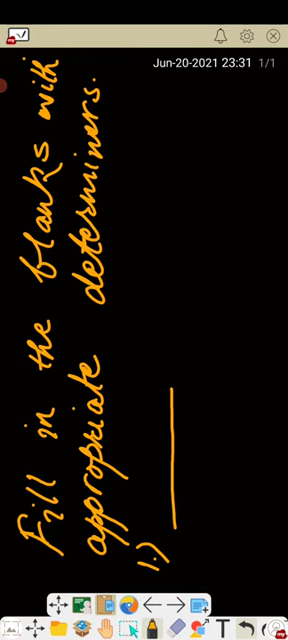 Jun-20-2021 23:31 1/1
Fill in the blanks with
appropriate determiners.
1.)